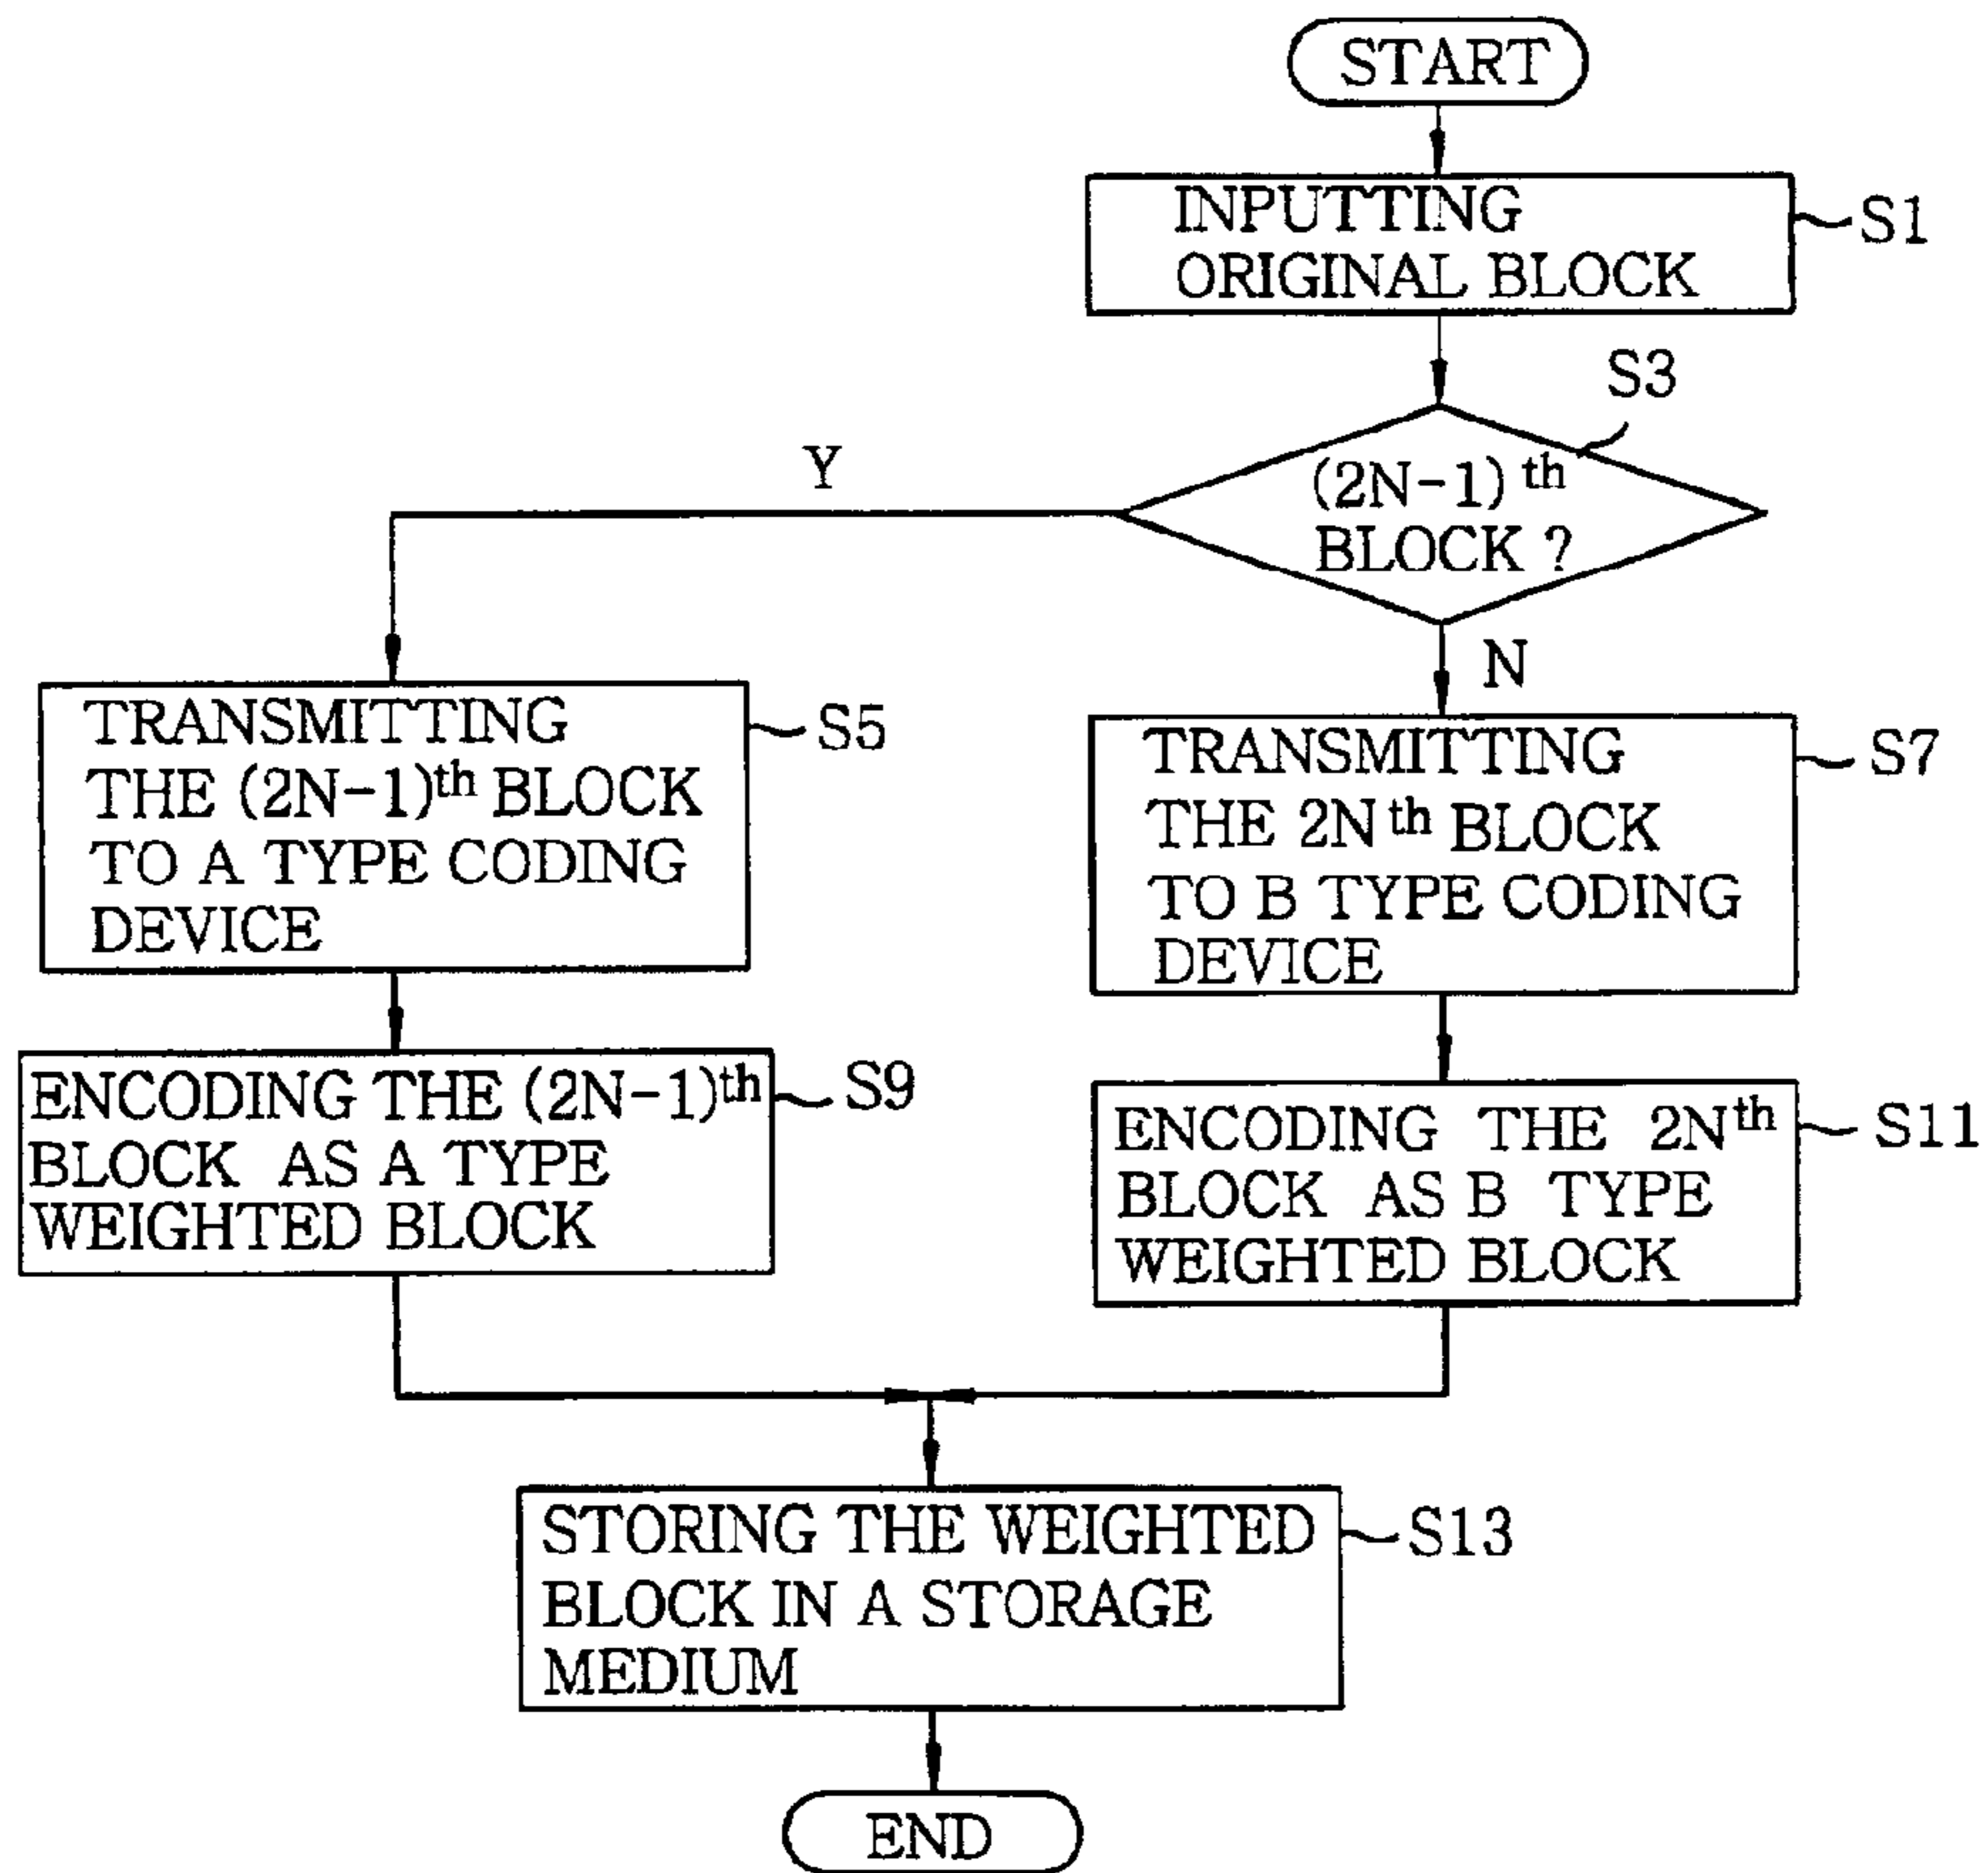 START
INPUTTING
ORIGINAL BLOCK
S1
S3
(2N-1)th
BLOCK ?
Y
N
TRANSMITTING
THE (2N-1)th BLOCK
TO A TYPE CODING
DEVICE
S5
TRANSMITTING
THE 2Nth BLOCK
TO B TYPE CODING
DEVICE
S7
ENCODING THE (2N-1)th
BLOCK AS A TYPE
WEIGHTED BLOCK
S9
ENCODING THE 2Nth
BLOCK AS B TYPE
WEIGHTED BLOCK
S11
STORING THE WEIGHTED
BLOCK IN A STORAGE
MEDIUM
S13
END